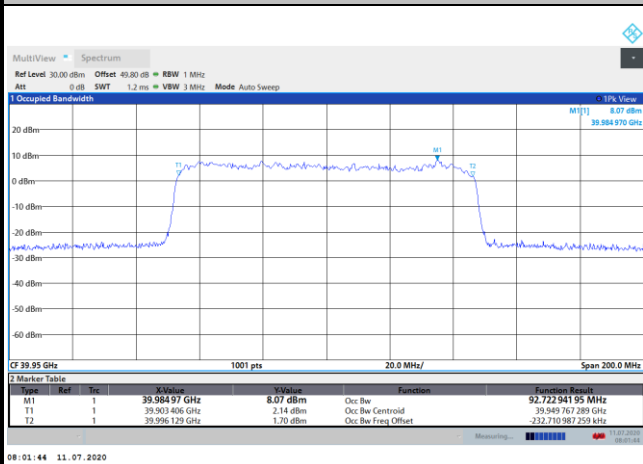 MultiView Spectrum
Ref Level 30.00 dBm Offset 49.80 dB RBW 1 MHz
Att 0 dB SWT 1.2 ms VBW 3 MHz Mode Auto Sweep
1 Occupied Bandwidth 1Pk View
M1[1] 8.07 dBm
39.984 970 GHz
20 dBm
M1
10 dBm
T1 T2
0 dBm
-10 dBm
-20 dBm
-30 dBm
-40 dBm
-50 dBm
-60 dBm
CF 39.95 GHz 1001 pts 20.0 MHz/ Span 200.0 MHz
2 Marker Table
Type Ref Trc X-Value Y-Value Function Function Result
M1 1 39.984 97 GHz 8.07 dBm Occ Bw 92.722 941 95 MHz
T1 1 39.903 406 GHz 2.14 dBm Occ Bw Centroid 39.949 767 289 GHz
T2 1 39.996 129 GHz 1.70 dBm Occ Bw Freq Offset -232.710 987 259 kHz
Measuring... 11.07.2020
08:01:44
08:01:44 11.07.2020